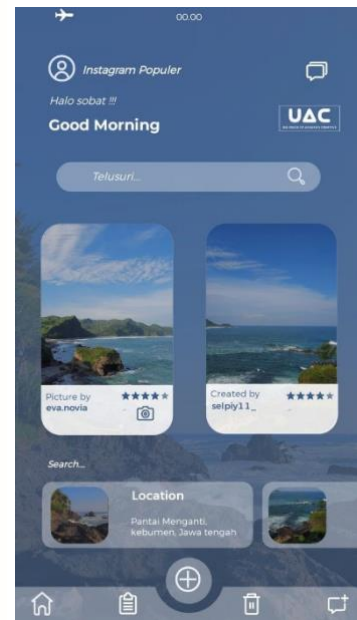 00.00
Instagram Populer
Halo sobat !!!
Good Morning
UAC
Telusuri...
Picture by
eva.novia
Created by
selpiy11_
Search...
Location
Pantai Menganti,
kebumen, Jawa tengah